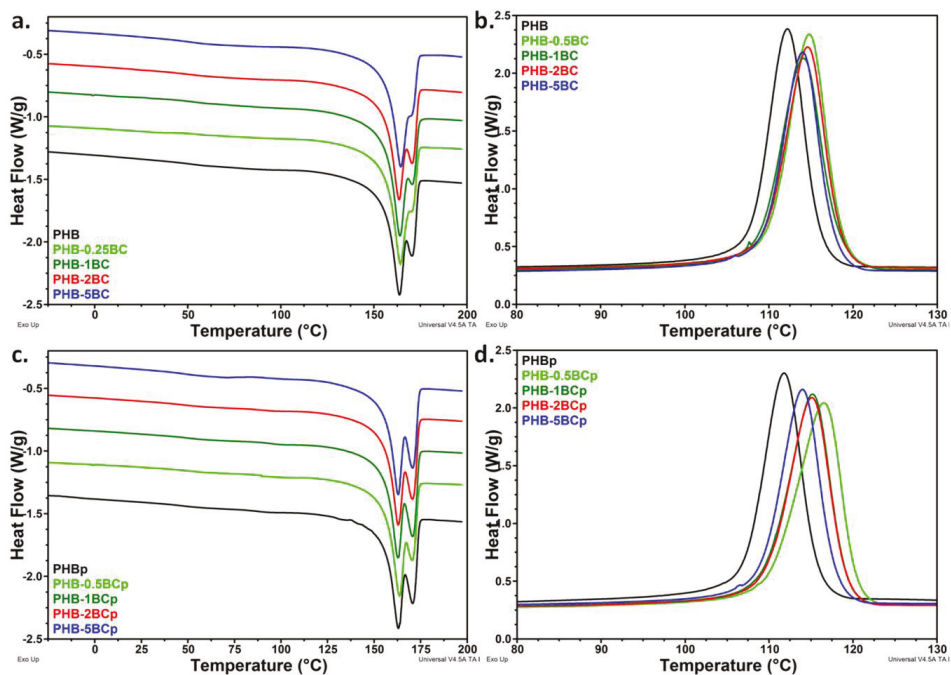 a.
Heat Flow (W/g)
-0.5
-1.0
-1.5
-2.0
-2.5
PHB
PHB-0.25BC
PHB-1BC
PHB-2BC
PHB-5BC
0 25 50 75 100 125 150 175 200
Exo Up
Temperature (°C)
Universal V4.5A TA I
b.
Heat Flow (W/g)
2.5
2.0
1.5
1.0
0.5
0.0
PHB
PHB-0.5BC
PHB-1BC
PHB-2BC
PHB-5BC
80 90 100 110 120 130
Exo Up
Temperature (°C)
Universal V4.5A TA I
c.
Heat Flow (W/g)
-0.5
-1.0
-1.5
-2.0
-2.5
PHBp
PHB-0.5BCp
PHB-1BCp
PHB-2BCp
PHB-5BCp
0 25 50 75 100 125 150 175 200
Exo Up
Temperature (°C)
Universal V4.5A TA I
d.
Heat Flow (W/g)
2.5
2.0
1.5
1.0
0.5
0.0
PHBp
PHB-0.5BCp
PHB-1BCp
PHB-2BCp
PHB-5BCp
80 90 100 110 120 130
Exo Up
Temperature (°C)
Universal V4.5A TA I